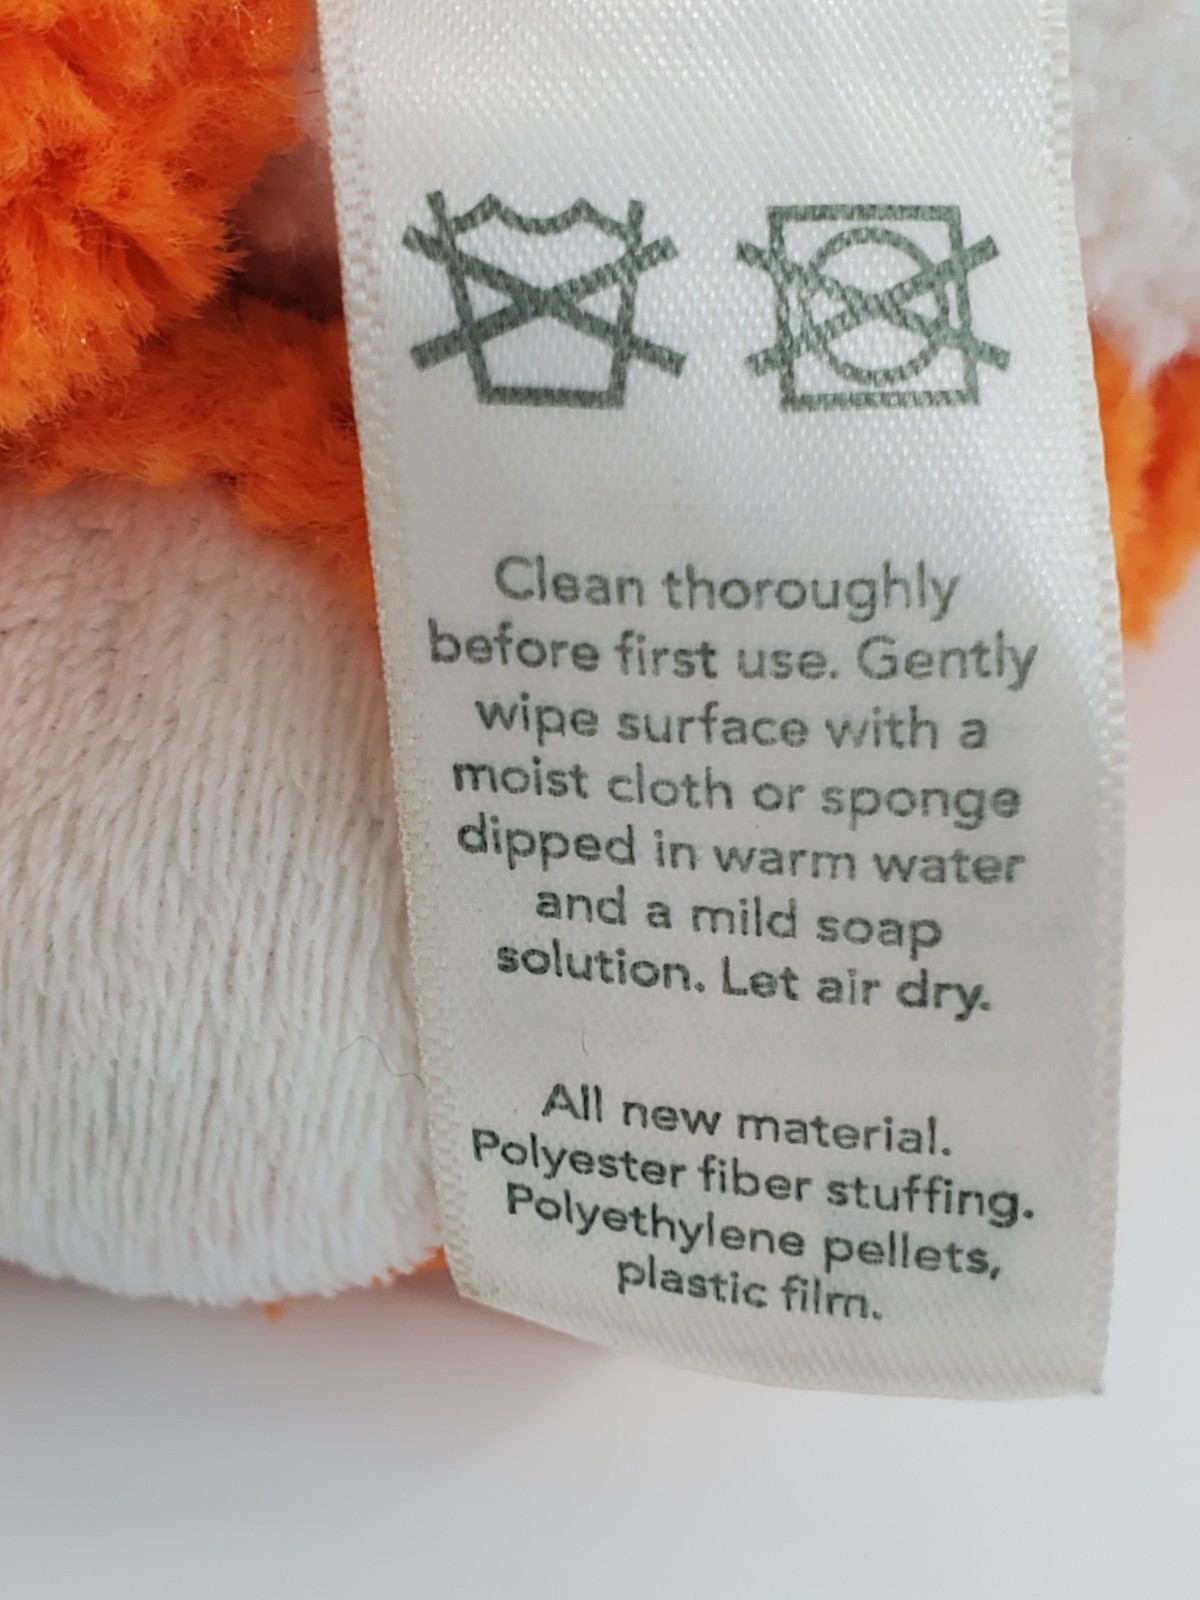 Clean thoroughly
before first use. Gently
wipe surface with a
moist cloth or sponge
dipped in warm water
and a mild soap
solution. Let air dry.
All new material.
Polyester fiber stuffing.
Polyethylene pellets,
plastic film.